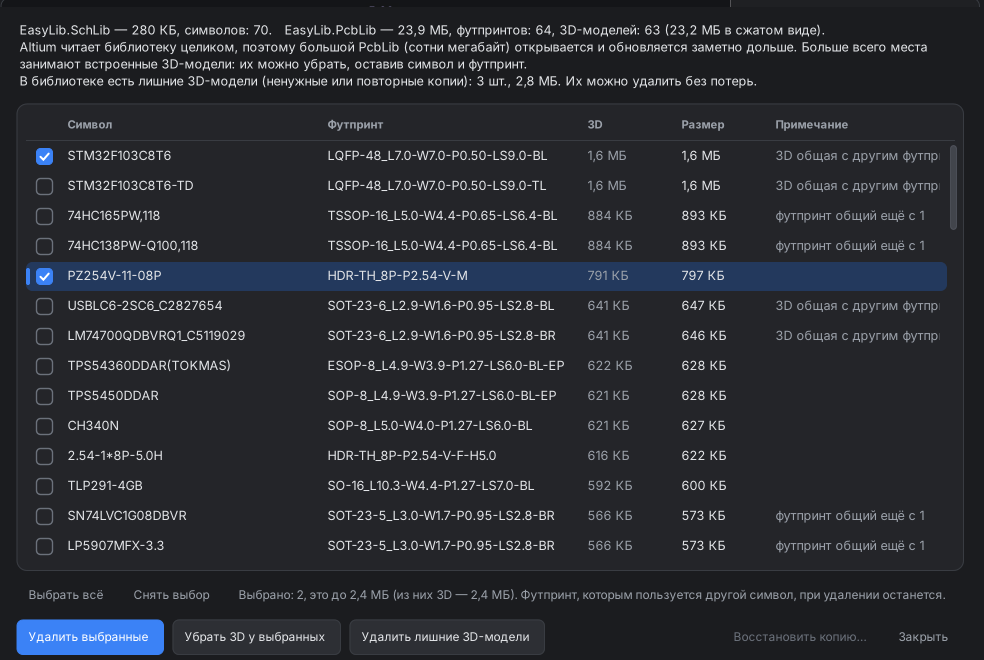 EasyLib.SchLib — 280 КБ, символов: 70. EasyLib.PcbLib — 23,9 МБ, футпринтов: 64, 3D-моделей: 63 (23,2 МБ в сжатом виде).
Altium читает библиотеку целиком, поэтому большой PcbLib (сотни мегабайт) открывается и обновляется заметно дольше. Больше всего места
занимают встроенные 3D-модели: их можно убрать, оставив символ и футпринт.
В библиотеке есть лишние 3D-модели (ненужные или повторные копии): 3 шт., 2,8 МБ. Их можно удалить без потерь.
Символ Футпринт 3D Размер Примечание
STM32F103C8T6 LQFP-48_L7.0-W7.0-P0.50-LS9.0-BL 1,6 МБ 1,6 МБ 3D общая с другим футпр
STM32F103C8T6-TD LQFP-48_L7.0-W7.0-P0.50-LS9.0-TL 1,6 МБ 1,6 МБ 3D общая с другим футпр
74HC165PW,118 TSSOP-16_L5.0-W4.4-P0.65-LS6.4-BL 884 КБ 893 КБ футпринт общий ещё с 1
74HC138PW-Q100,118 TSSOP-16_L5.0-W4.4-P0.65-LS6.4-BL 884 КБ 893 КБ футпринт общий ещё с 1
PZ254V-11-08P HDR-TH_8P-P2.54-V-M 791 КБ 797 КБ
USBLC6-2SC6_C2827654 SOT-23-6_L2.9-W1.6-P0.95-LS2.8-BL 641 КБ 647 КБ 3D общая с другим футпр
LM74700QDBVRQ1_C5119029 SOT-23-6_L2.9-W1.6-P0.95-LS2.8-BR 641 КБ 646 КБ 3D общая с другим футпр
TPS54360DDAR(TOKMAS) ESOP-8_L4.9-W3.9-P1.27-LS6.0-BL-EP 622 КБ 628 КБ
TPS5450DDAR SOP-8_L4.9-W3.9-P1.27-LS6.0-BL-EP 621 КБ 628 КБ
CH340N SOP-8_L5.0-W4.0-P1.27-LS6.0-BL 621 КБ 627 КБ
2.54-1*8P-5.0H HDR-TH_8P-P2.54-V-F-H5.0 616 КБ 622 КБ
TLP291-4GB SO-16_L10.3-W4.4-P1.27-LS7.0-BL 592 КБ 600 КБ
SN74LVC1G08DBVR SOT-23-5_L3.0-W1.7-P0.95-LS2.8-BR 566 КБ 573 КБ футпринт общий ещё с 1
LP5907MFX-3.3 SOT-23-5_L3.0-W1.7-P0.95-LS2.8-BR 566 КБ 573 КБ футпринт общий ещё с 1
Выбрать всё Снять выбор Выбрано: 2, это до 2,4 МБ (из них 3D — 2,4 МБ). Футпринт, которым пользуется другой символ, при удалении останется.
Удалить выбранные Убрать 3D у выбранных Удалить лишние 3D-модели Восстановить копию... Закрыть